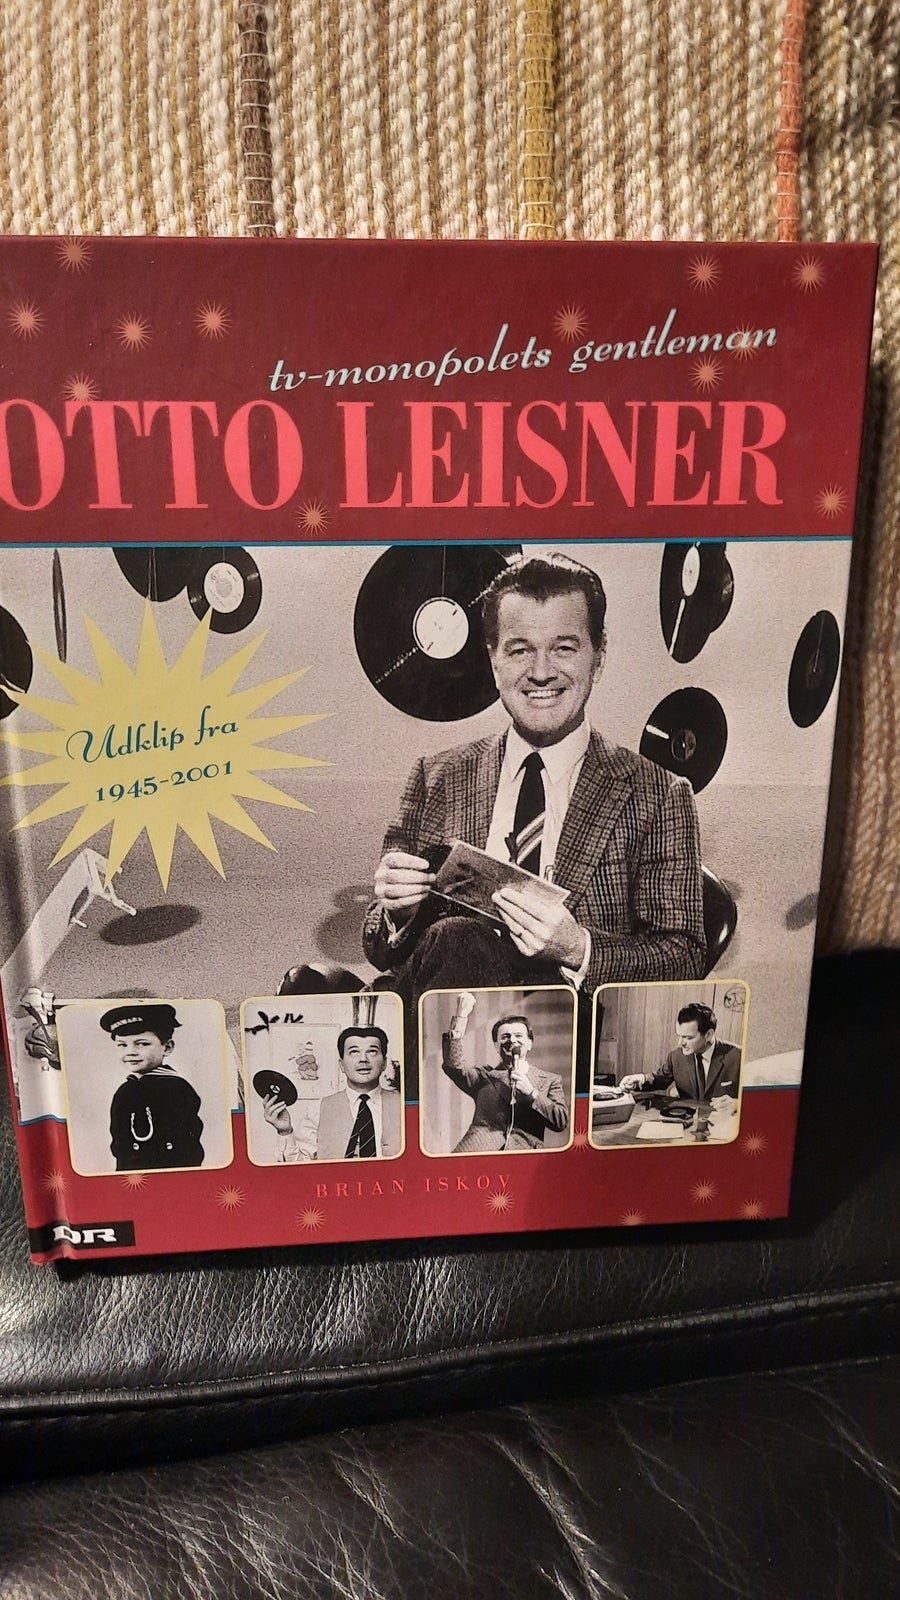 tv-monopolets gentleman
OTTO LEISNER
Udklip fra
1945-2001
BRIAN ISKOV
DR